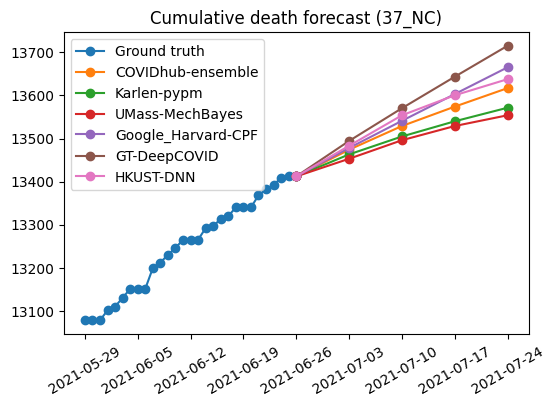 Cumulative death forecast (37_NC)
13700
13600
13500
13400
13300
13200
13100
Ground truth
COVIDhub-ensemble
Karlen-pypm
UMass-MechBayes
Google_Harvard-CPF
GT-DeepCOVID
HKUST-DNN
2021-05-29
2021-06-05
2021-06-12
2021-06-19
2021-06-26
2021-07-03
2021-07-10
2021-07-17
2021-07-24